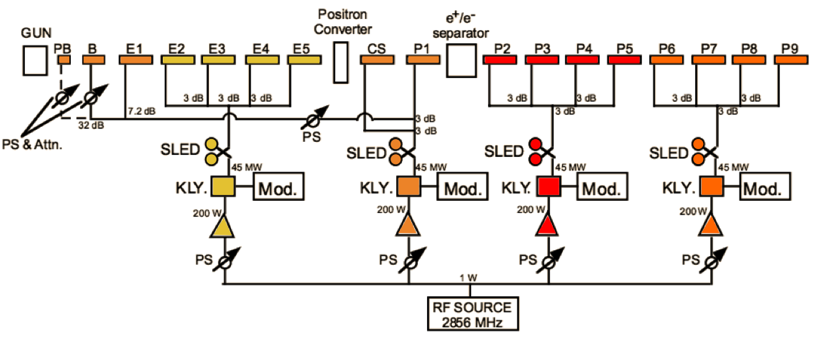 GUN
PB B E1 E2 E3 E4 E5
Positron
Converter
CS P1
e+/e-
separator
P2 P3 P4 P5 P6 P7 P8 P9
3 dB 3 dB 3 dB
3 dB 3 dB
3 dB
3 dB 3 dB
3 dB
7.2 dB
32 dB
3 dB
3 dB
PS
PS & Attn.
SLED SLED SLED SLED
45 MW 45 MW 45 MW 45 MW
KLY. Mod. KLY. Mod. KLY. Mod. KLY. Mod.
200 W 200 W 200 W 200 W
PS PS PS PS
1 W
RF SOURCE
2856 MHz